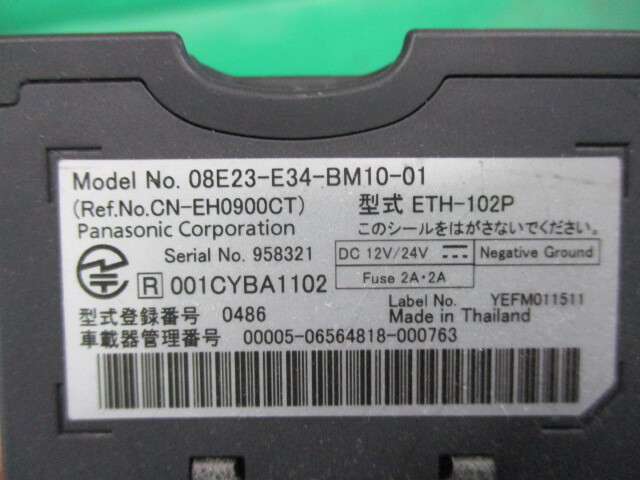 Model No. 08E23-E34-BM10-01
(Ref.No.CN-EH0900CT) 型式 ETH-102P
Panasonic Corporation このシールをはがさないでください。
Serial No. 958321 DC 12V/24V Negative Ground
R 001CYBA1102 Fuse 2A・2A
Label No. YEFM011511
型式登録番号 0486 Made in Thailand
車載器管理番号 00005-06564818-000763